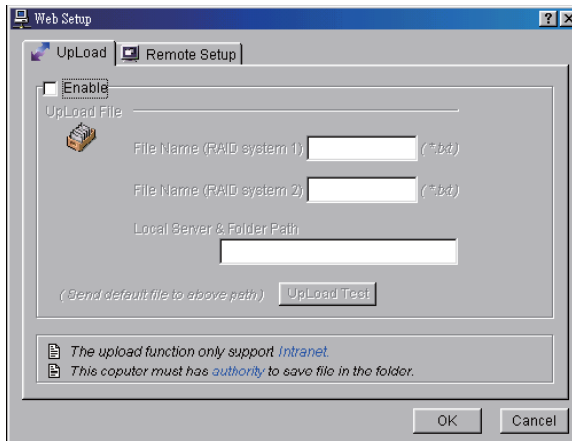 Web Setup
UpLoad
Remote Setup
Enable
UpLoad File
File Name (RAID system 1)
(*.txt)
File Name (RAID system 2)
(*.txt)
Local Server & Folder Path
(Send default file to above path)
UpLoad Test
The upload function only support Intranet.
This coputer must has authority to save file in the folder.
OK
Cancel